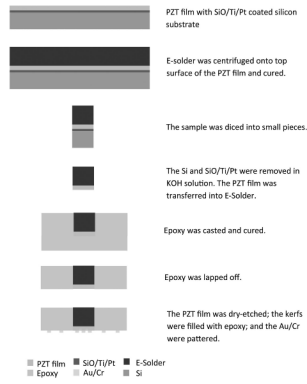 PZT film with SiO/Ti/Pt coated silicon
substrate
E-solder was centrifuged onto top
surface of the PZT film and cured.
The sample was diced into small pieces.
The Si and SiO/Ti/Pt were removed in
KOH solution. The PZT film was
transferred into E-Solder.
Epoxy was casted and cured.
Epoxy was lapped off.
The PZT film was dry-etched; the kerfs
were filled with epoxy; and the Au/Cr
were pattered.
PZT film SiO/Ti/Pt E-Solder
Epoxy Au/Cr Si